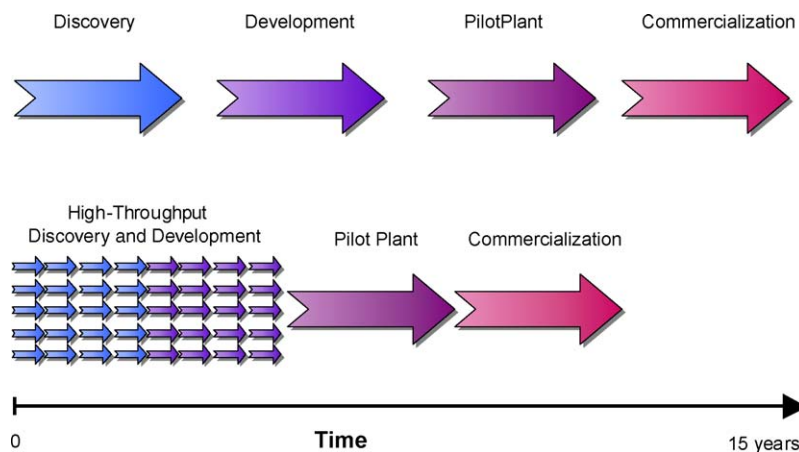 Discovery
Development
PilotPlant
Commercialization
High-Throughput
Discovery and Development
Pilot Plant
Commercialization
0
Time
15 years